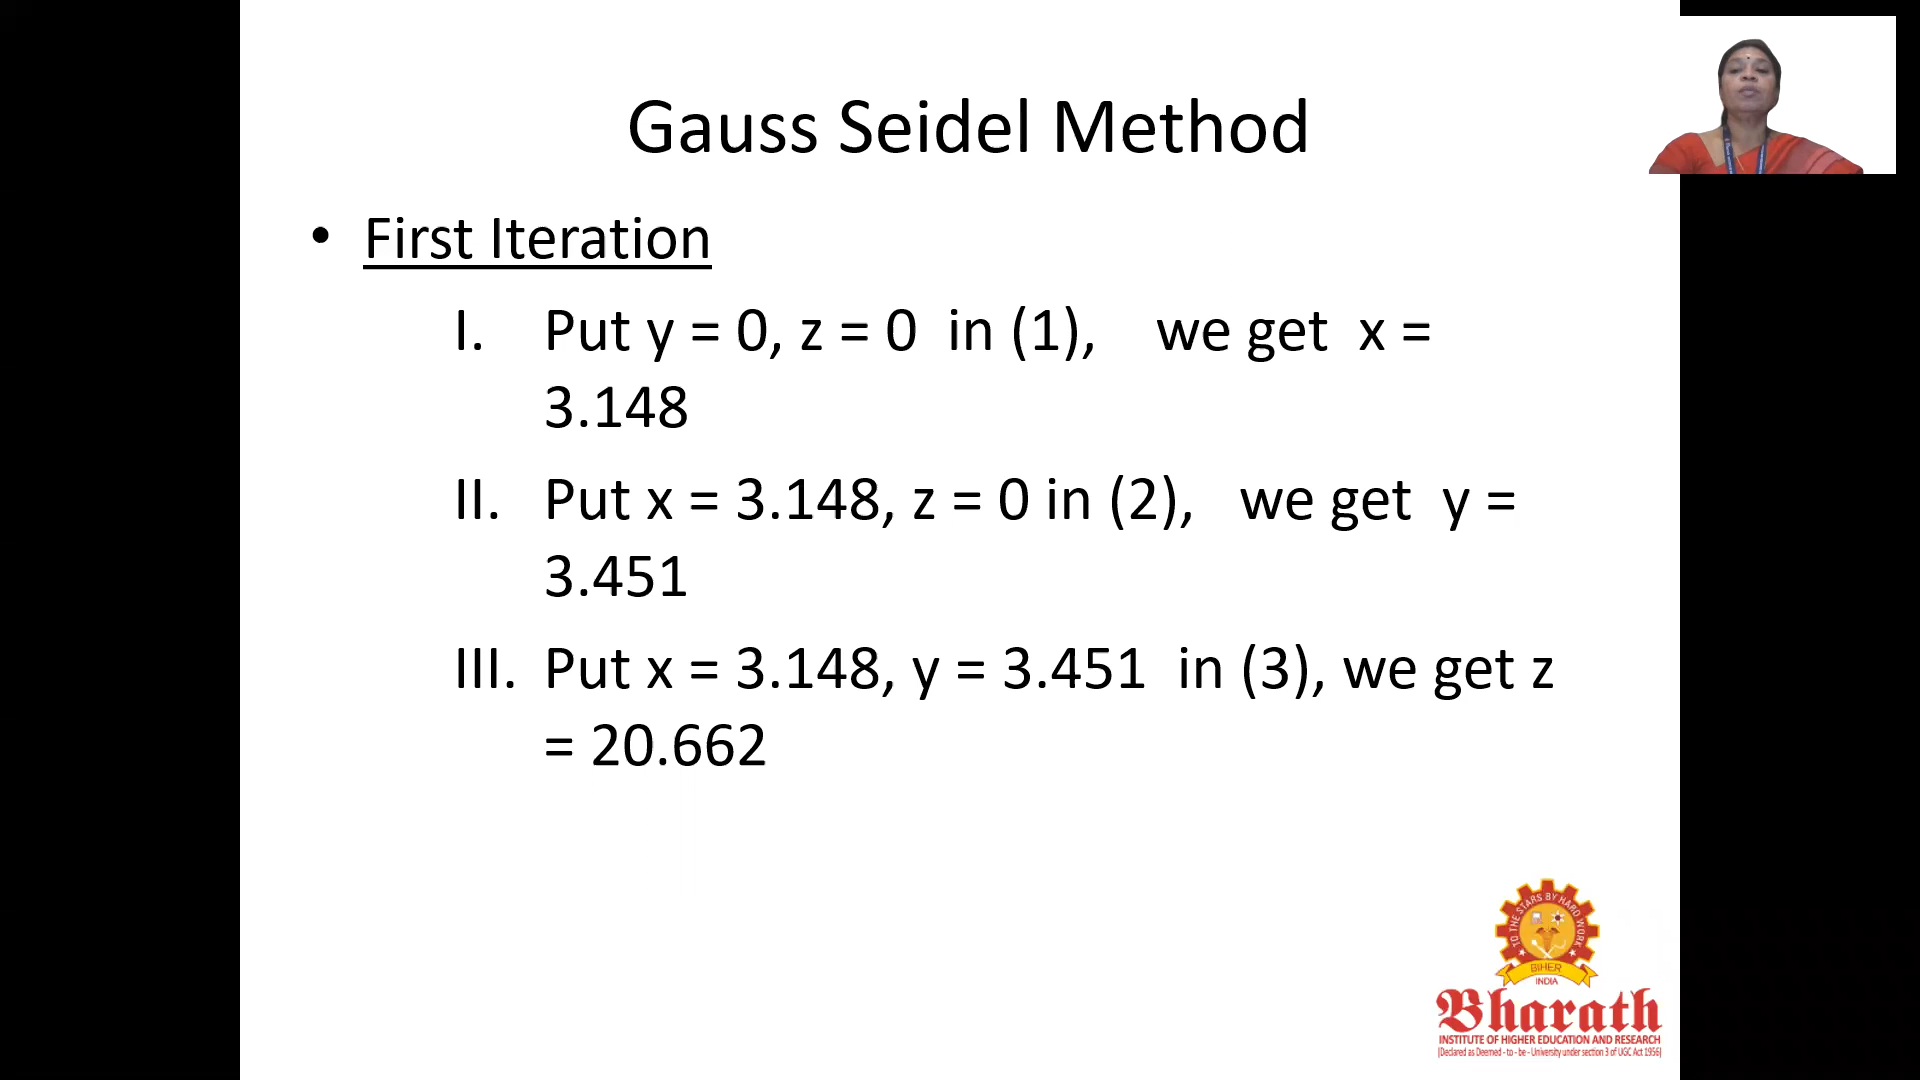 Gauss Seidel Method
• First Iteration
I. Put y = 0, z = 0 in (1), we get x =
3.148
II. Put x = 3.148, z = 0 in (2), we get y =
3.451
III. Put x = 3.148, y = 3.451 in (3), we get z
= 20.662
TO THE STARS BY HARD WORK
BIHER
INDIA
Bharath
INSTITUTE OF HIGHER EDUCATION AND RESEARCH
(Declared as Deemed - to - be - University under section 3 of UGC Act 1956)